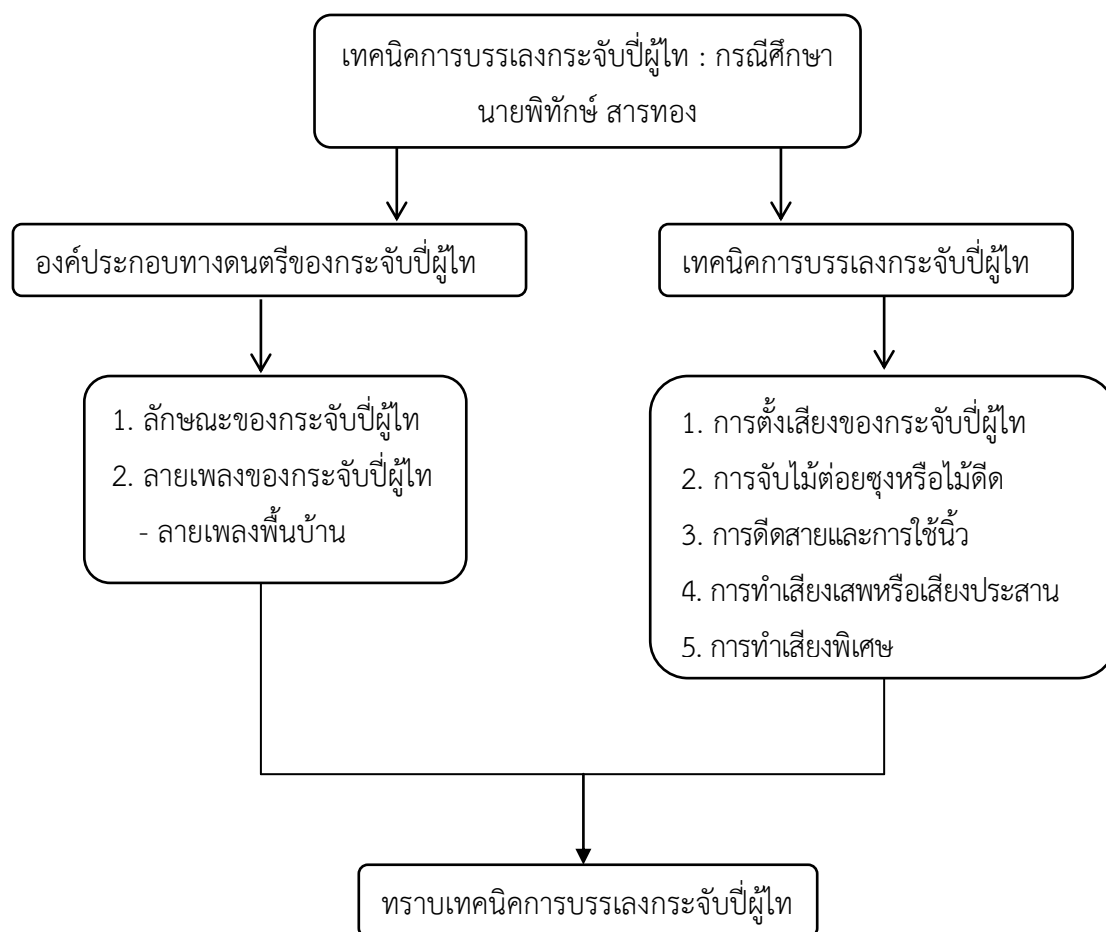 เทคนิคการบรรเลงกระจับปี่ผู้ไท : กรณีศึกษา
นายพิทักษ์ สารทอง
องค์ประกอบทางดนตรีของกระจับปี่ผู้ไท
เทคนิคการบรรเลงกระจับปี่ผู้ไท
1. ลักษณะของกระจับปี่ผู้ไท
2. ลายเพลงของกระจับปี่ผู้ไท
- ลายเพลงพื้นบ้าน
1. การตั้งเสียงของกระจับปี่ผู้ไท
2. การจับไม้ต่อยซุงหรือไม้ดีด
3. การดีดสายและการใช้นิ้ว
4. การทำเสียงเสพหรือเสียงประสาน
5. การทำเสียงพิเศษ
ทราบเทคนิคการบรรเลงกระจับปี่ผู้ไท